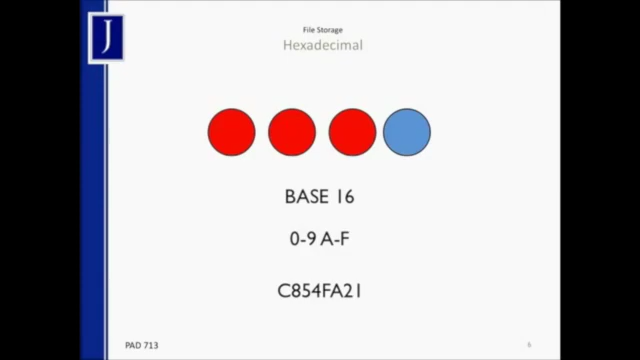 J
File Storage
Hexadecimal
BASE 16
0-9 A-F
C854FA21
PAD 713